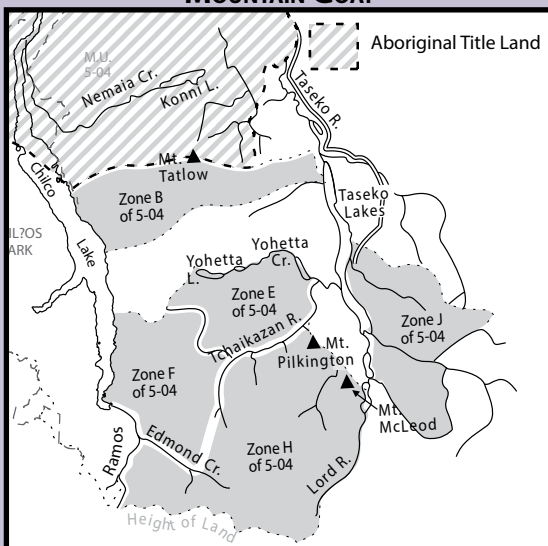 MOUNTAIN GOAT
Aboriginal Title Land
M.U.
5-04
Nemaia Cr.
Konni L.
Taseko R.
Mt.
Tatlow
Chilco
Lake
Zone B
of 5-04
Taseko
Lakes
IL?OS
ARK
Yohetta
L.
Yohetta
Cr.
Zone E
of 5-04
Zone J
of 5-04
Tchaikazan R.
Mt.
Pilkington
Zone F
of 5-04
Mt.
McLeod
Ramos
Edmond Cr.
Zone H
of 5-04
Lord R.
Height of Land